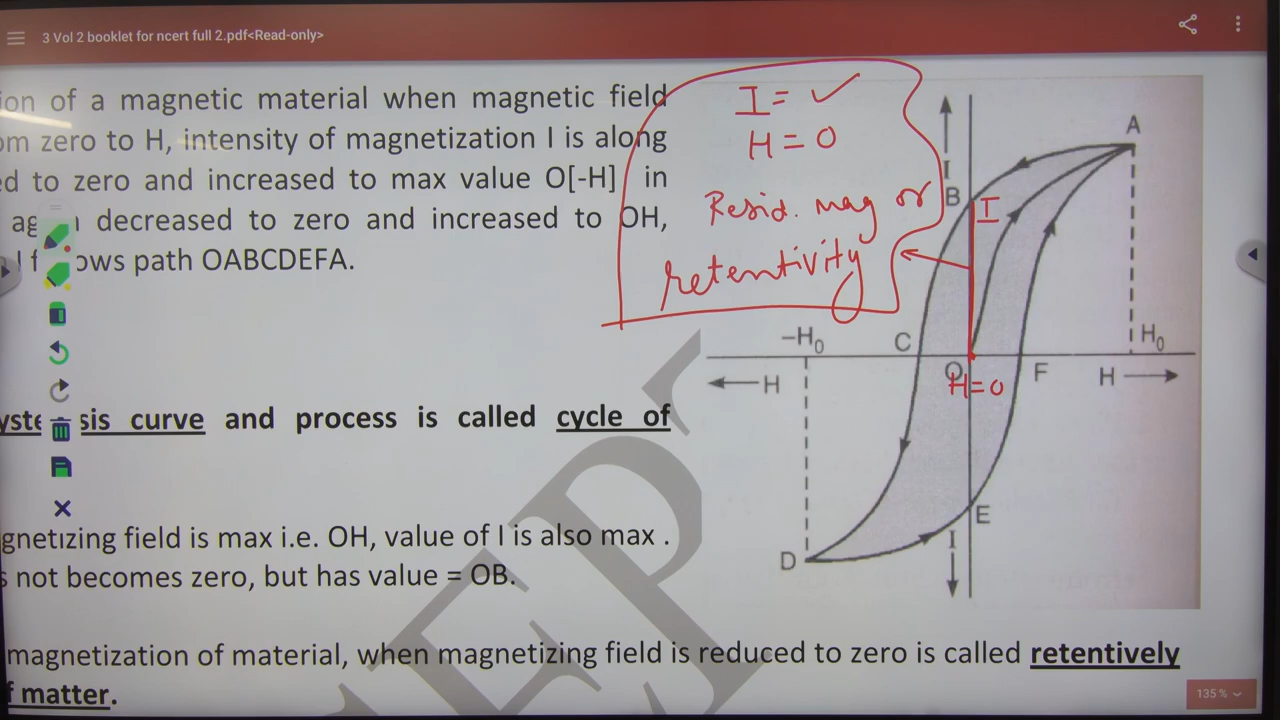 3 Vol 2 booklet for ncert full 2.pdf<Read-only>
ion of a magnetic material when magnetic field
om zero to H, intensity of magnetization I is along
ed to zero and increased to max value O[-H] in
decreased to zero and increased to OH,
ows path OABCDEFA.
sis curve and process is called cycle of
gnetizing field is max i.e. OH, value of I is also max .
s not becomes zero, but has value = OB.
magnetization of material, when magnetizing field is reduced to zero is called retentively
f matter.
I = ✓
H = 0
Resid. mag or
retentivity
A
I
B
I
-H₀
C
O
H=0
F
H₀
H
H
E
I
D
135 %